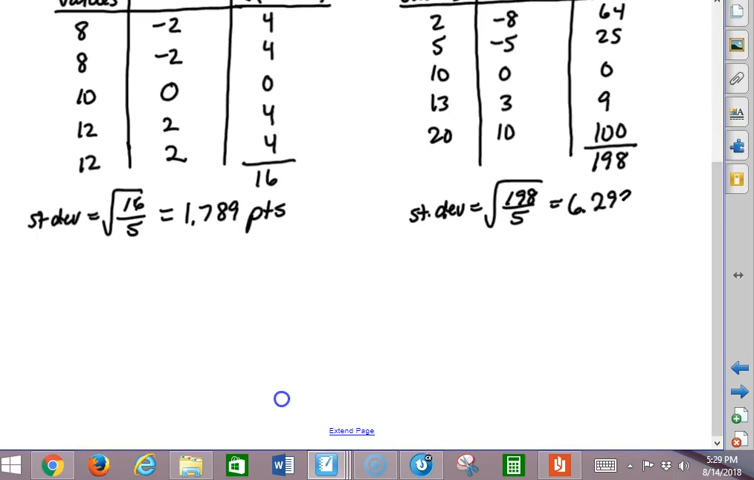 values
8 -2 4
8 -2 4
10 0 0
12 2 4
12 2 4
16
st dev = √16/5 = 1.789 pts
2 -8 64
5 -5 25
10 0 0
13 3 9
20 10 100
198
st. dev = √198/5 = 6.29
Extend Page
5:29 PM
8/14/2018